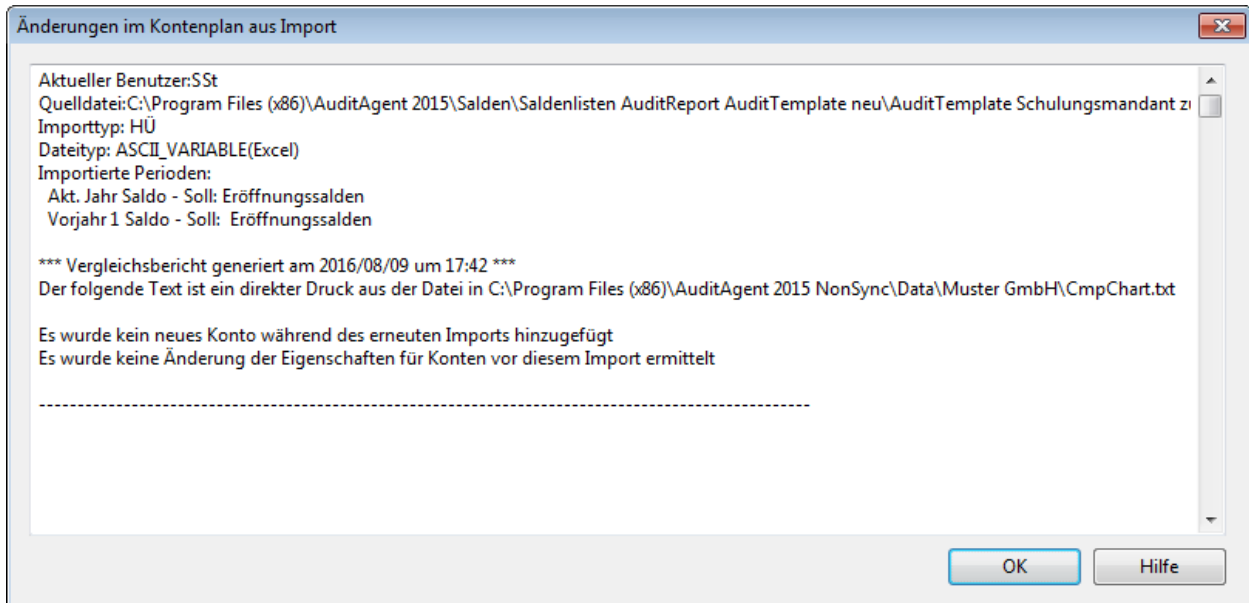 Änderungen im Kontenplan aus Import
Aktueller Benutzer:SSt
Quelldatei:C:\Program Files (x86)\AuditAgent 2015\Salden\Saldenlisten AuditReport AuditTemplate neu\AuditTemplate Schulungsmandant
Importtyp: HÜ
Dateityp: ASCII_VARIABLE(Excel)
Importierte Perioden:
Akt. Jahr Saldo - Soll: Eröffnungssalden
Vorjahr 1 Saldo - Soll:  Eröffnungssalden
*** Vergleichsbericht generiert am 2016/08/09 um 17:42 ***
Der folgende Text ist ein direkter Druck aus der Datei in C:\Program Files (x86)\AuditAgent 2015 NonSync\Data\Muster GmbH\CmpChart.txt
Es wurde kein neues Konto während des erneuten Imports hinzugefügt
Es wurde keine Änderung der Eigenschaften für Konten vor diesem Import ermittelt
----------------------------------------------------------------------------------------------------
OK
Hilfe